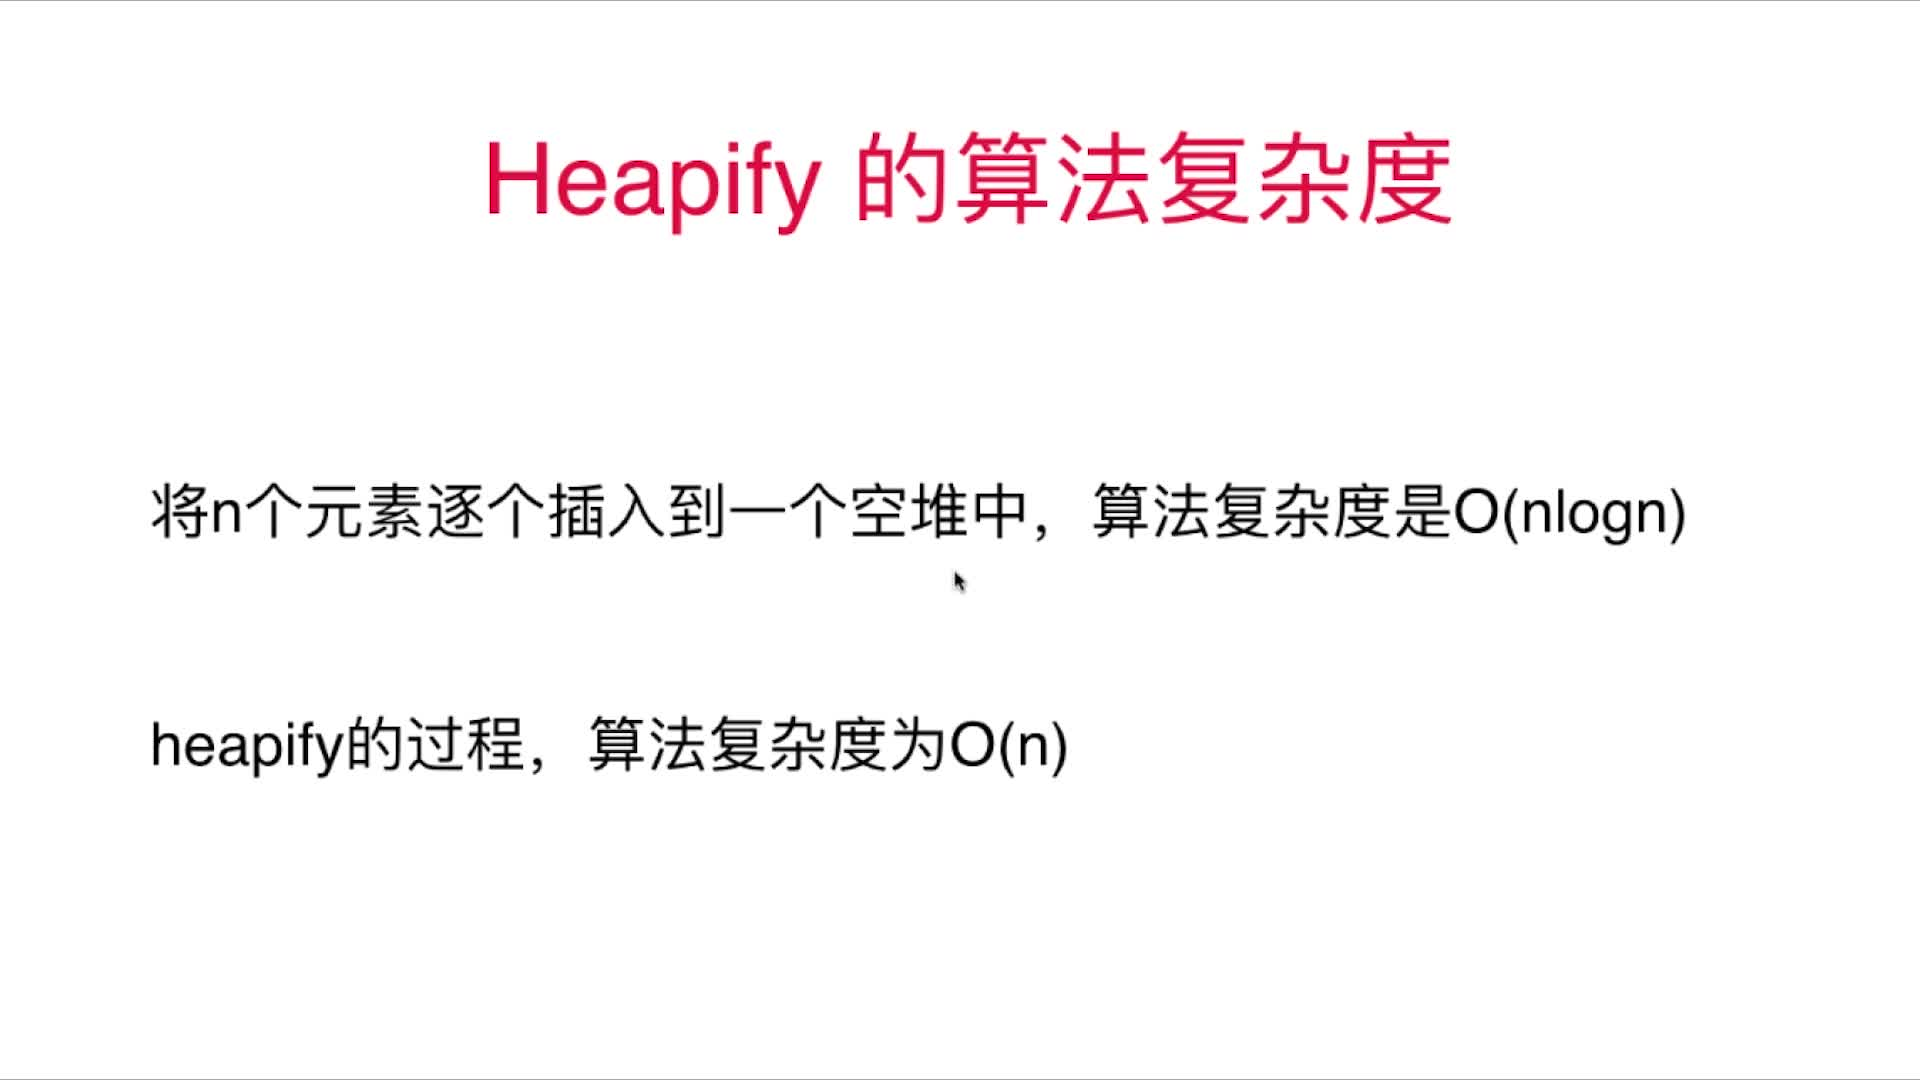 Heapify 的算法复杂度
将n个元素逐个插入到一个空堆中，算法复杂度是O(nlogn)
heapify的过程，算法复杂度为O(n)